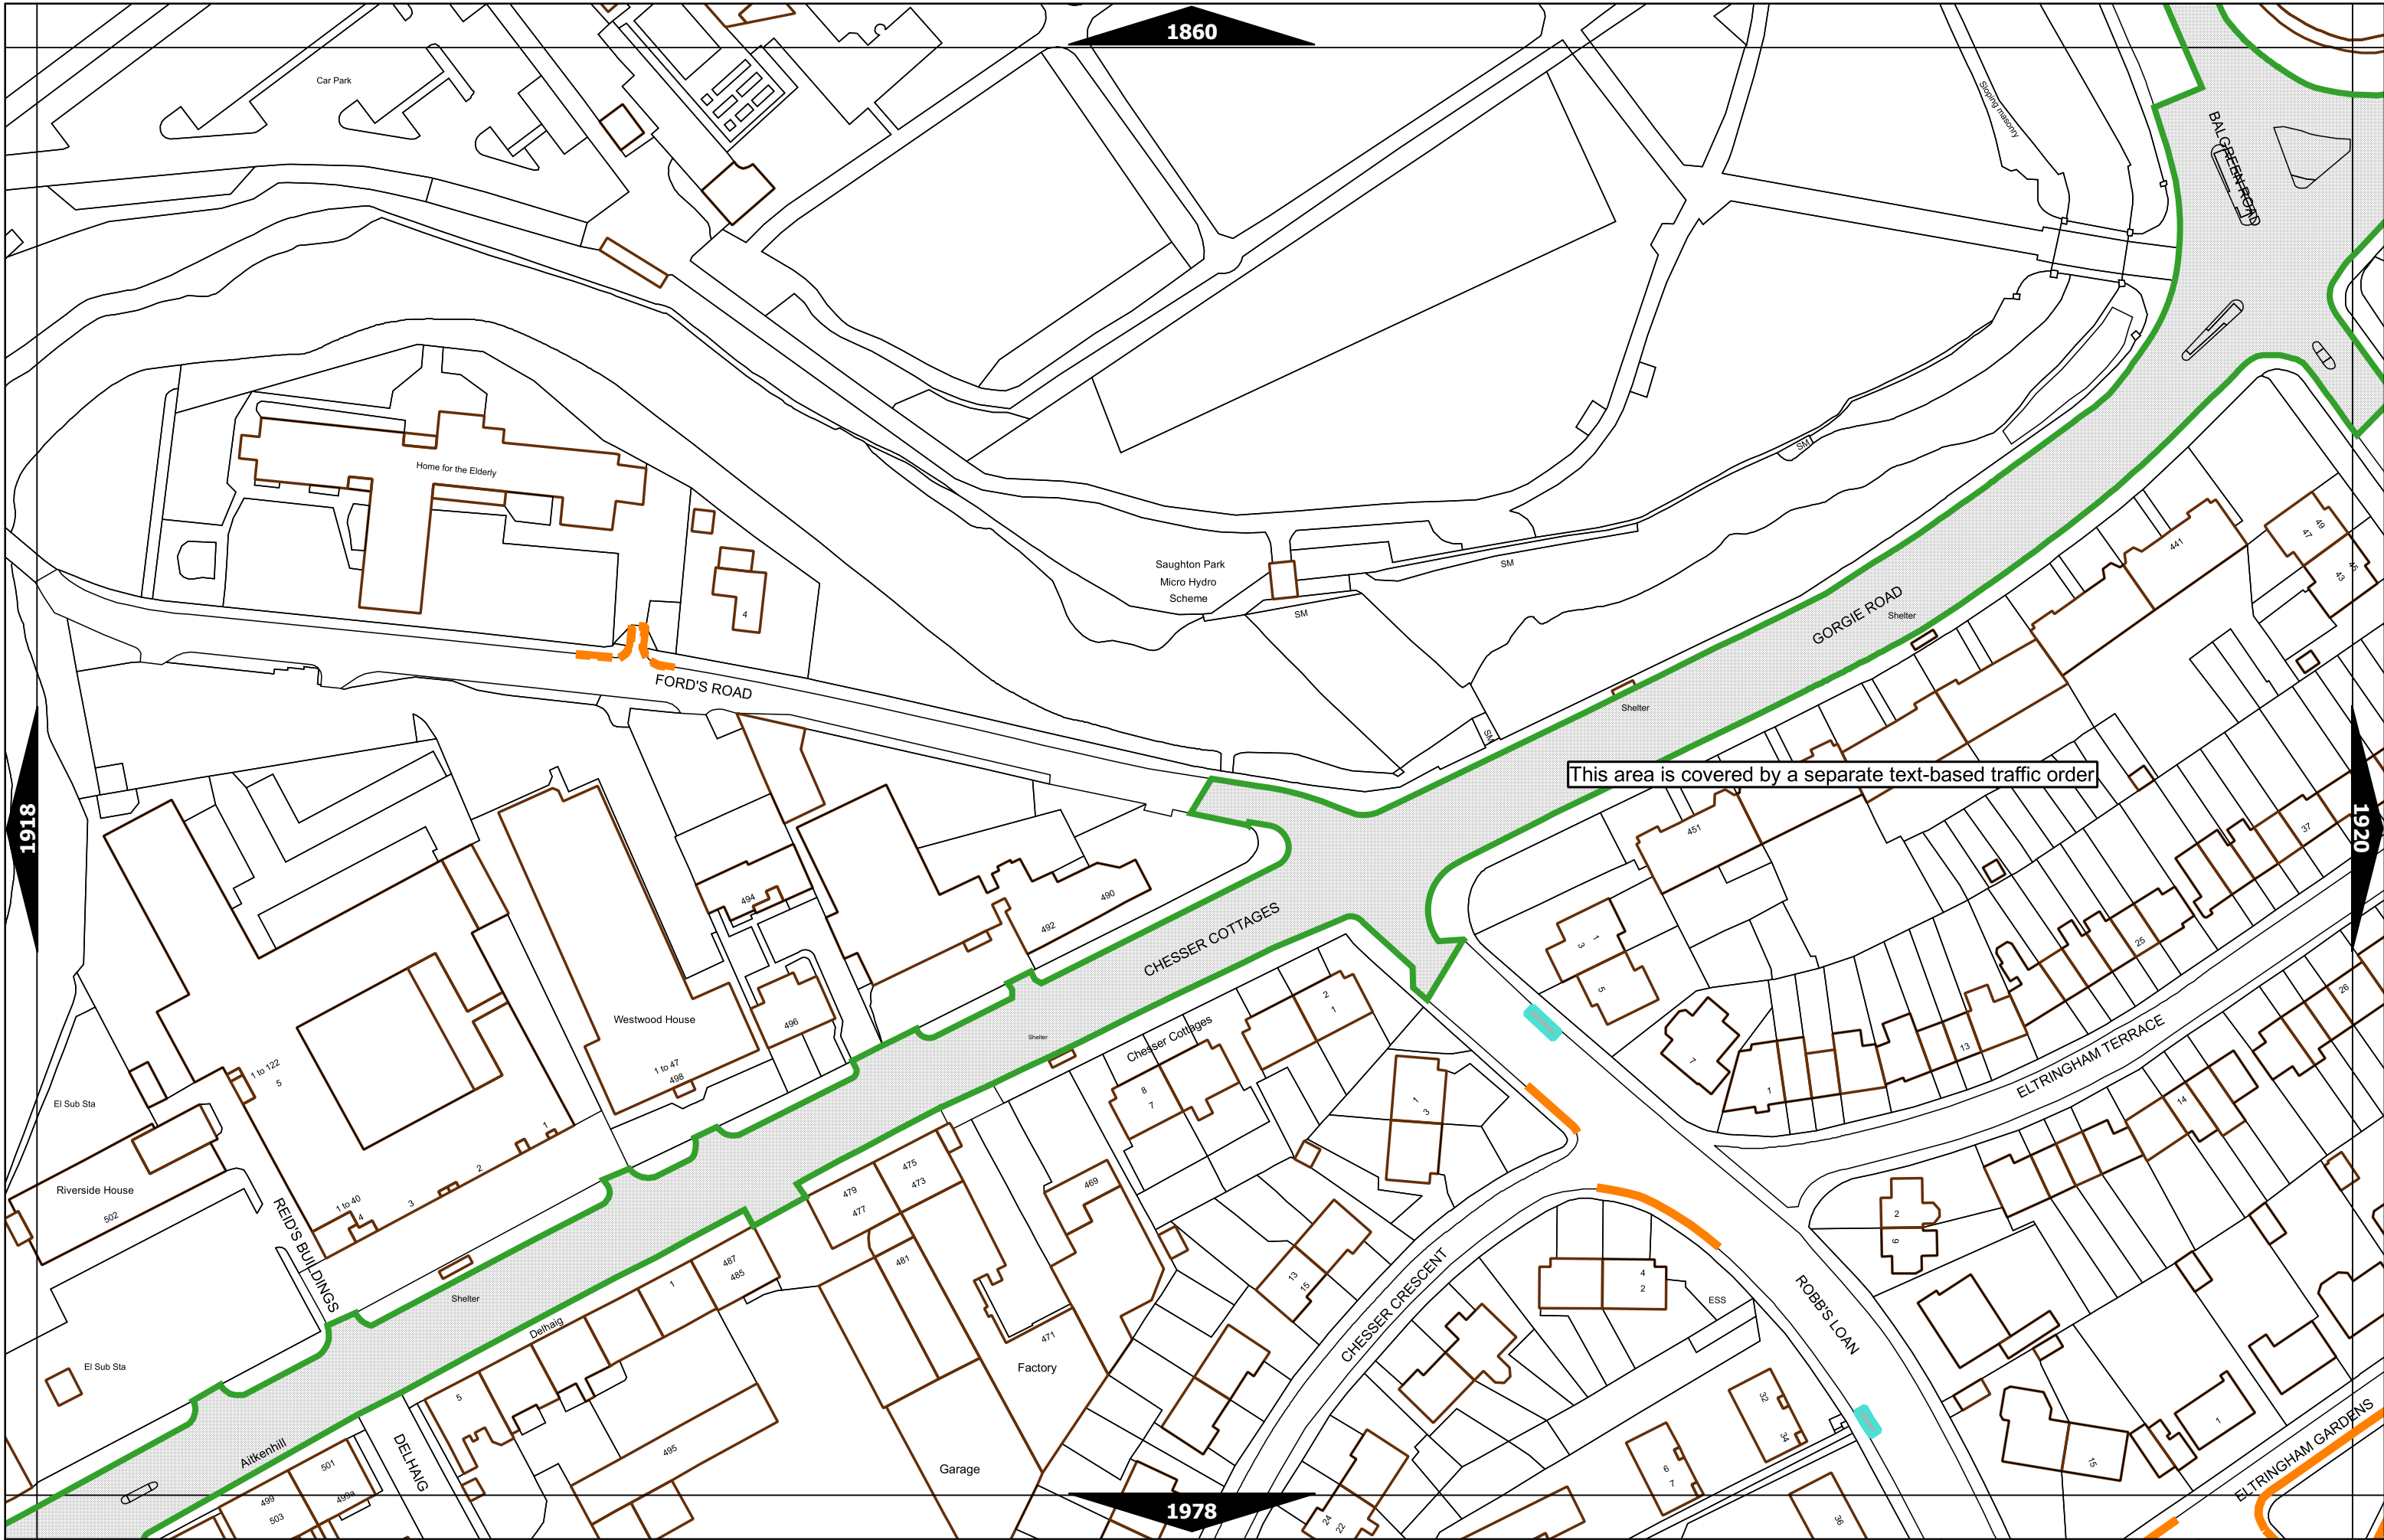 1860
Car Park
Sloping masonry
BALGREEN ROAD
Home for the Elderly
SM
441
49
47
45
43
Saughton Park
Micro Hydro
Scheme
SM
SM
4
GORGIE ROAD
Shelter
FORD'S ROAD
Shelter
SM
This area is covered by a separate text-based traffic order
1918
1920
451
37
494
490
492
CHESSER COTTAGES
1
3
5
25
26
2
1
Westwood House
496
Shelter
Chesser Cottages
7
13
1
ELTRINGHAM TERRACE
1 to 47
498
1 to 122
5
8
7
1
3
14
El Sub Sta
1
2
Riverside House
502
1 to 40
4
3
REID'S BUILDINGS
475
473
479
477
469
481
2
13
15
487
485
1
4
2
ESS
CHESSER CRESCENT
ROBB'S LOAN
Shelter
Delhaig
471
Factory
El Sub Sta
5
32
34
1
ELTRINGHAM GARDENS
Aitkenhill
DELHAIG
495
Garage
6
7
15
501
499
499a
503
1978
24
22
36